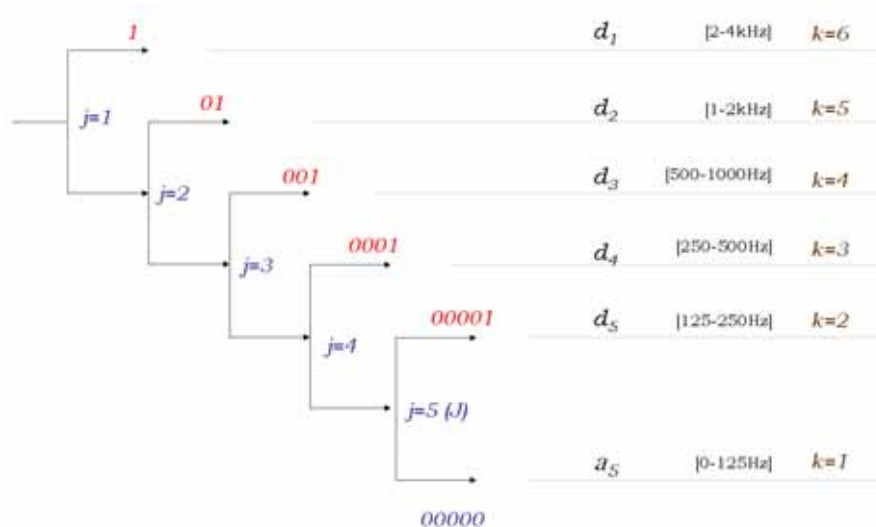 1
d1 [2-4kHz] k=6
j=1
01
d2 [1-2kHz] k=5
j=2
001
d3 [500-1000Hz] k=4
j=3
0001
d4 [250-500Hz] k=3
j=4
00001
d5 [125-250Hz] k=2
j=5 (J)
a5 [0-125Hz] k=1
00000